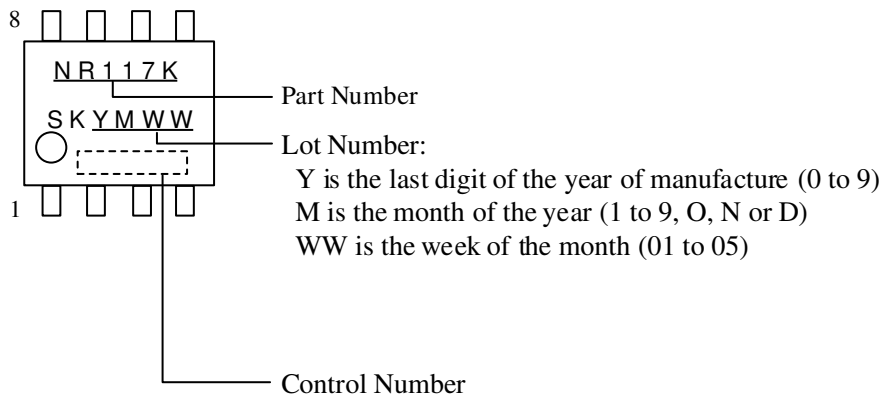 8
NR117K
Part Number
SKYMWW
Lot Number:
Y is the last digit of the year of manufacture (0 to 9)
M is the month of the year (1 to 9, O, N or D)
WW is the week of the month (01 to 05)
1
Control Number